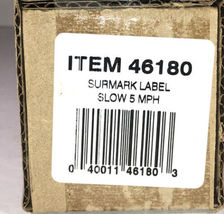 ITEM 46180
SURMARK LABEL
SLOW 5 MPH
0 40011 46180 3